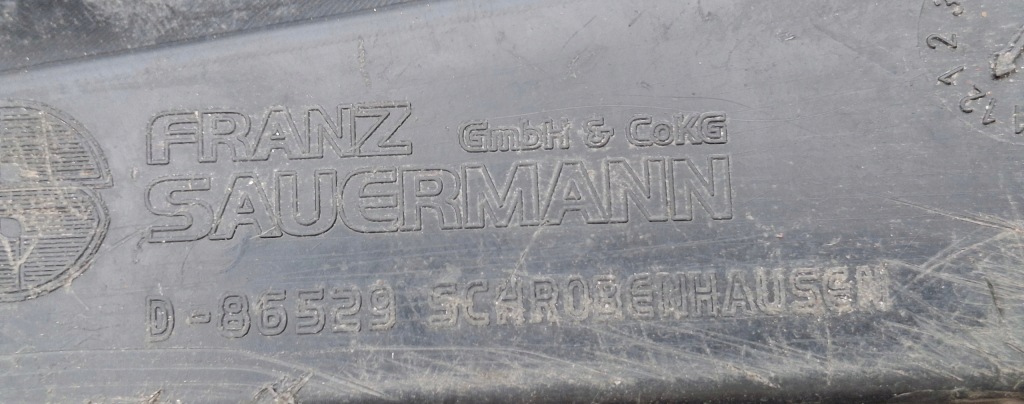 FRANZ GmbH & CoKG
SAUERMANN
D-86529 SCHROBENHAUSEN